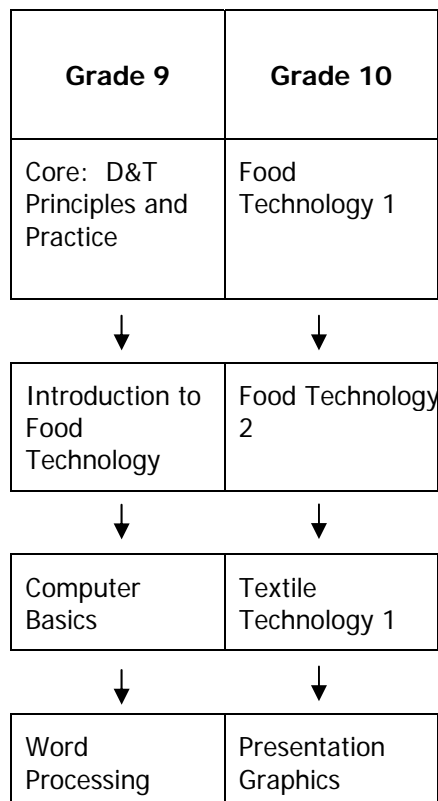 Grade 9
Grade 10
Core: D&T
Principles and
Practice
Food
Technology 1
Introduction to
Food
Technology
Food Technology
2
Computer
Basics
Textile
Technology 1
Word
Processing
Presentation
Graphics